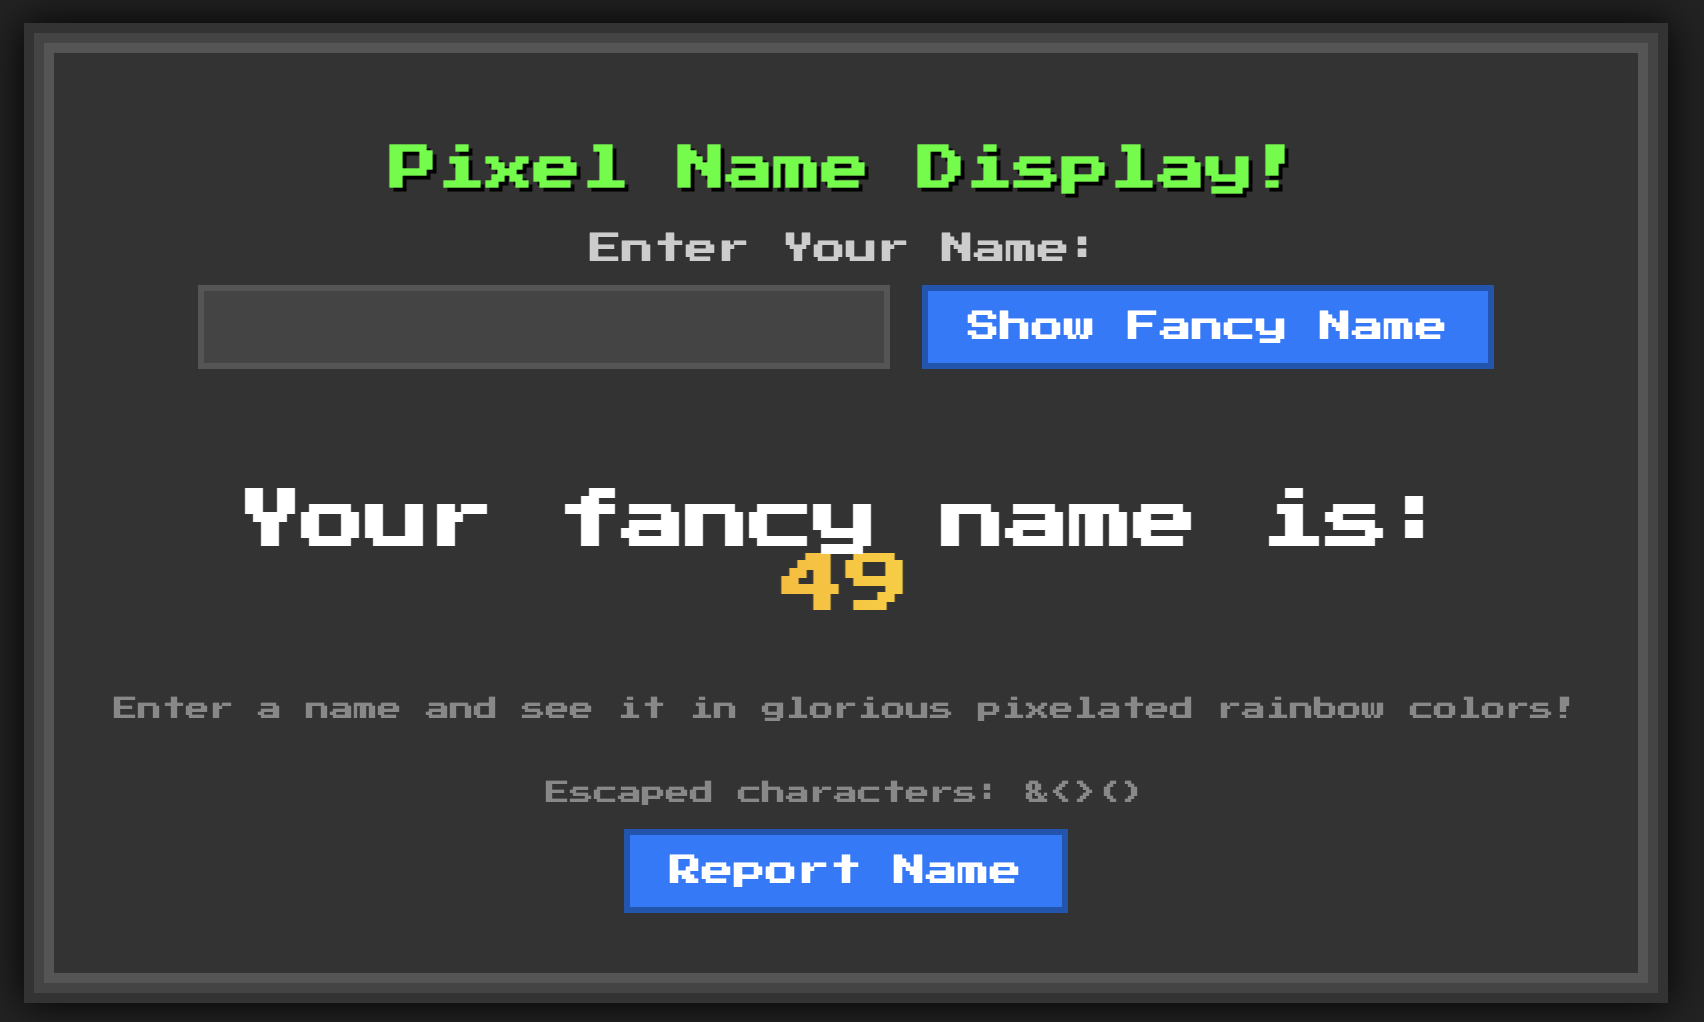 Pixel Name Display!
Enter Your Name:
Show Fancy Name
Your fancy name is:
49
Enter a name and see it in glorious pixelated rainbow colors!
Escaped characters: &<>()
Report Name